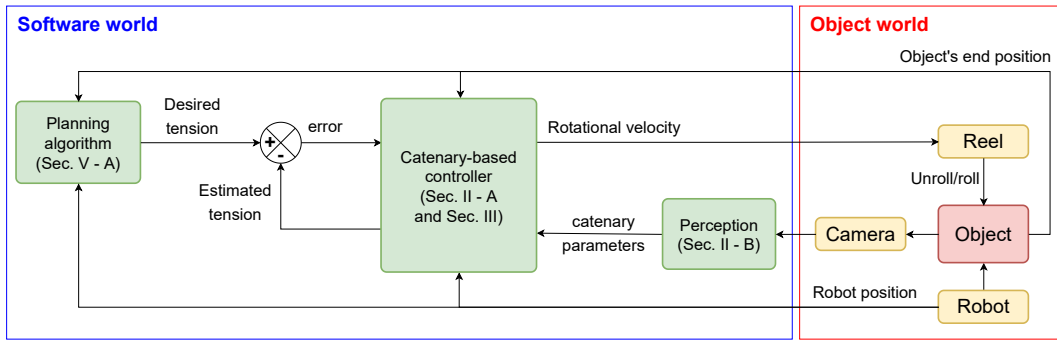 Software world
Object world
Object's end position
Planning
algorithm
(Sec. V - A)
Desired
tension
+
-
error
Estimated
tension
Catenary-based
controller
(Sec. II - A
and Sec. III)
Rotational velocity
Reel
Unroll/roll
catenary
parameters
Perception
(Sec. II - B)
Camera
Object
Robot position
Robot